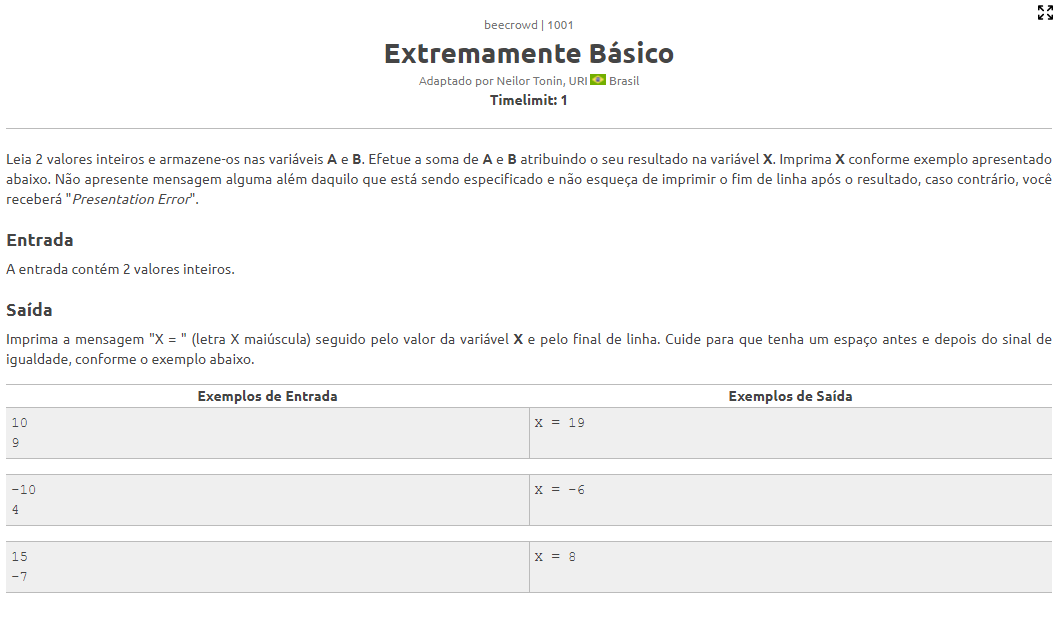 beecrowd | 1001
Extremamente Básico
Adaptado por Neilor Tonin, URI Brasil
Timelimit: 1
Leia 2 valores inteiros e armazene-os nas variáveis A e B. Efetue a soma de A e B atribuindo o seu resultado na variável X. Imprima X conforme exemplo apresentado
abaixo. Não apresente mensagem alguma além daquilo que está sendo especificado e não esqueça de imprimir o fim de linha após o resultado, caso contrário, você
receberá "Presentation Error".
Entrada
A entrada contém 2 valores inteiros.
Saída
Imprima a mensagem "X = " (letra X maiúscula) seguido pelo valor da variável X e pelo final de linha. Cuide para que tenha um espaço antes e depois do sinal de
igualdade, conforme o exemplo abaixo.
Exemplos de Entrada Exemplos de Saída
10 X = 19
9
-10 X = -6
4
15 X = 8
-7